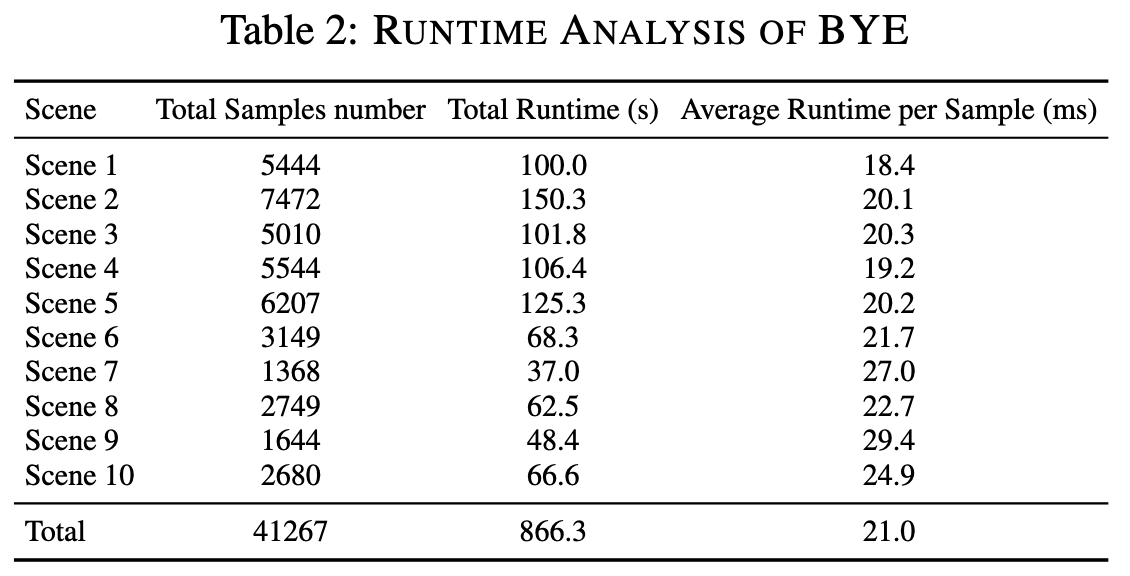 Table 2: RUNTIME ANALYSIS OF BYE
Scene Total Samples number Total Runtime (s) Average Runtime per Sample (ms)
Scene 1 5444 100.0 18.4
Scene 2 7472 150.3 20.1
Scene 3 5010 101.8 20.3
Scene 4 5544 106.4 19.2
Scene 5 6207 125.3 20.2
Scene 6 3149 68.3 21.7
Scene 7 1368 37.0 27.0
Scene 8 2749 62.5 22.7
Scene 9 1644 48.4 29.4
Scene 10 2680 66.6 24.9
Total 41267 866.3 21.0